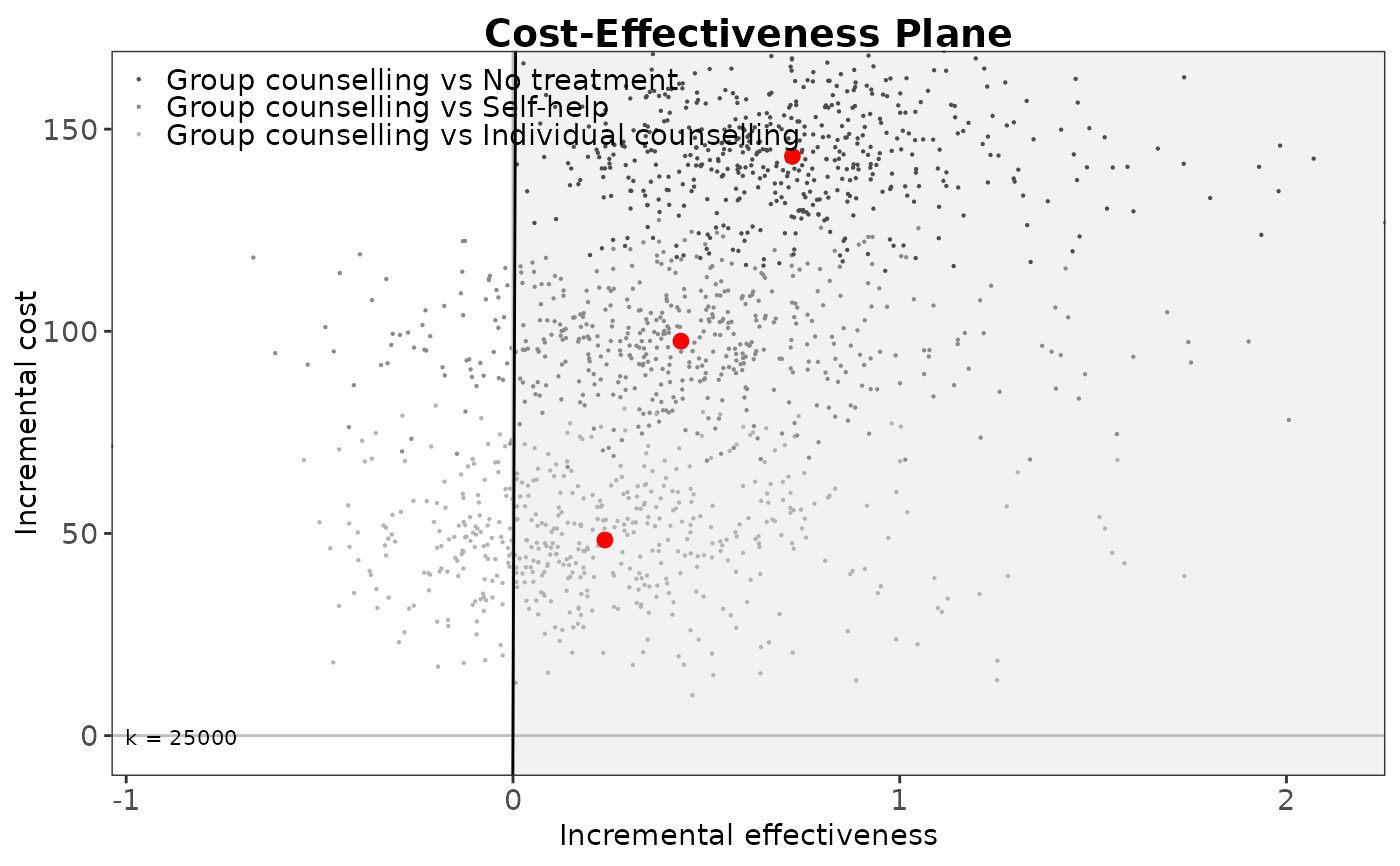 Cost-Effectiveness Plane
Group counselling vs No treatment
Group counselling vs Self-help
Group counselling vs Individual counselling
150
100
50
0
Incremental cost
k = 25000
-1
0
1
2
Incremental effectiveness